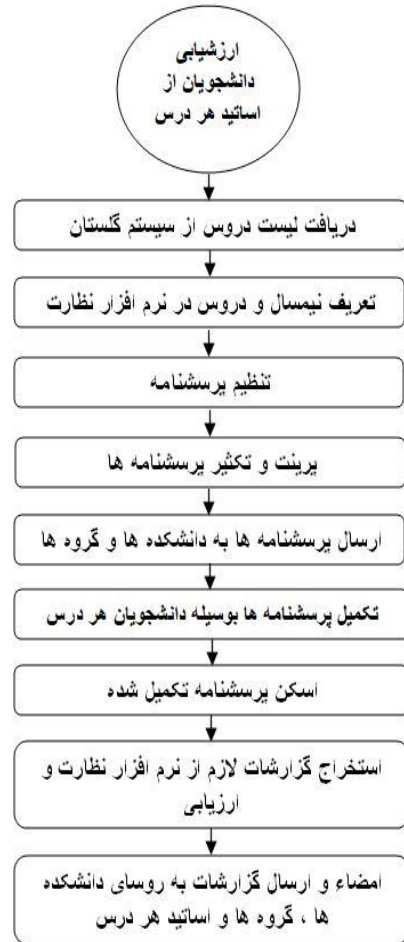 ارزشیابی
دانشجویان از
اساتید هر درس
دریافت لیست دروس از سیستم گلستان
تعریف نیمسال و دروس در نرم افزار نظارت
تنظیم پرسشنامه
پرینت و تکثیر پرسشنامه ها
ارسال پرسشنامه ها به دانشکده ها و گروه ها
تکمیل پرسشنامه ها بوسیله دانشجویان هر درس
اسکن پرسشنامه تکمیل شده
استخراج گزارشات لازم از نرم افزار نظارت و
ارزیابی
امضاء و ارسال گزارشات به روسای دانشکده
ها ، گروه ها و اساتید هر درس